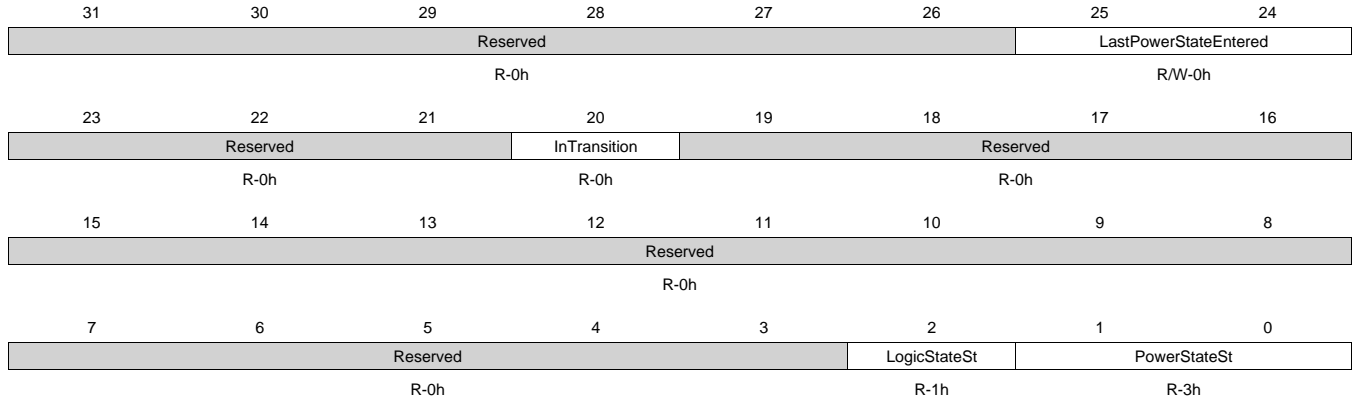 31 30 29 28 27 26 25 24
Reserved LastPowerStateEntered
R-0h R/W-0h
23 22 21 20 19 18 17 16
Reserved InTransition Reserved
R-0h R-0h R-0h
15 14 13 12 11 10 9 8
Reserved
R-0h
7 6 5 4 3 2 1 0
Reserved LogicStateSt PowerStateSt
R-0h R-1h R-3h